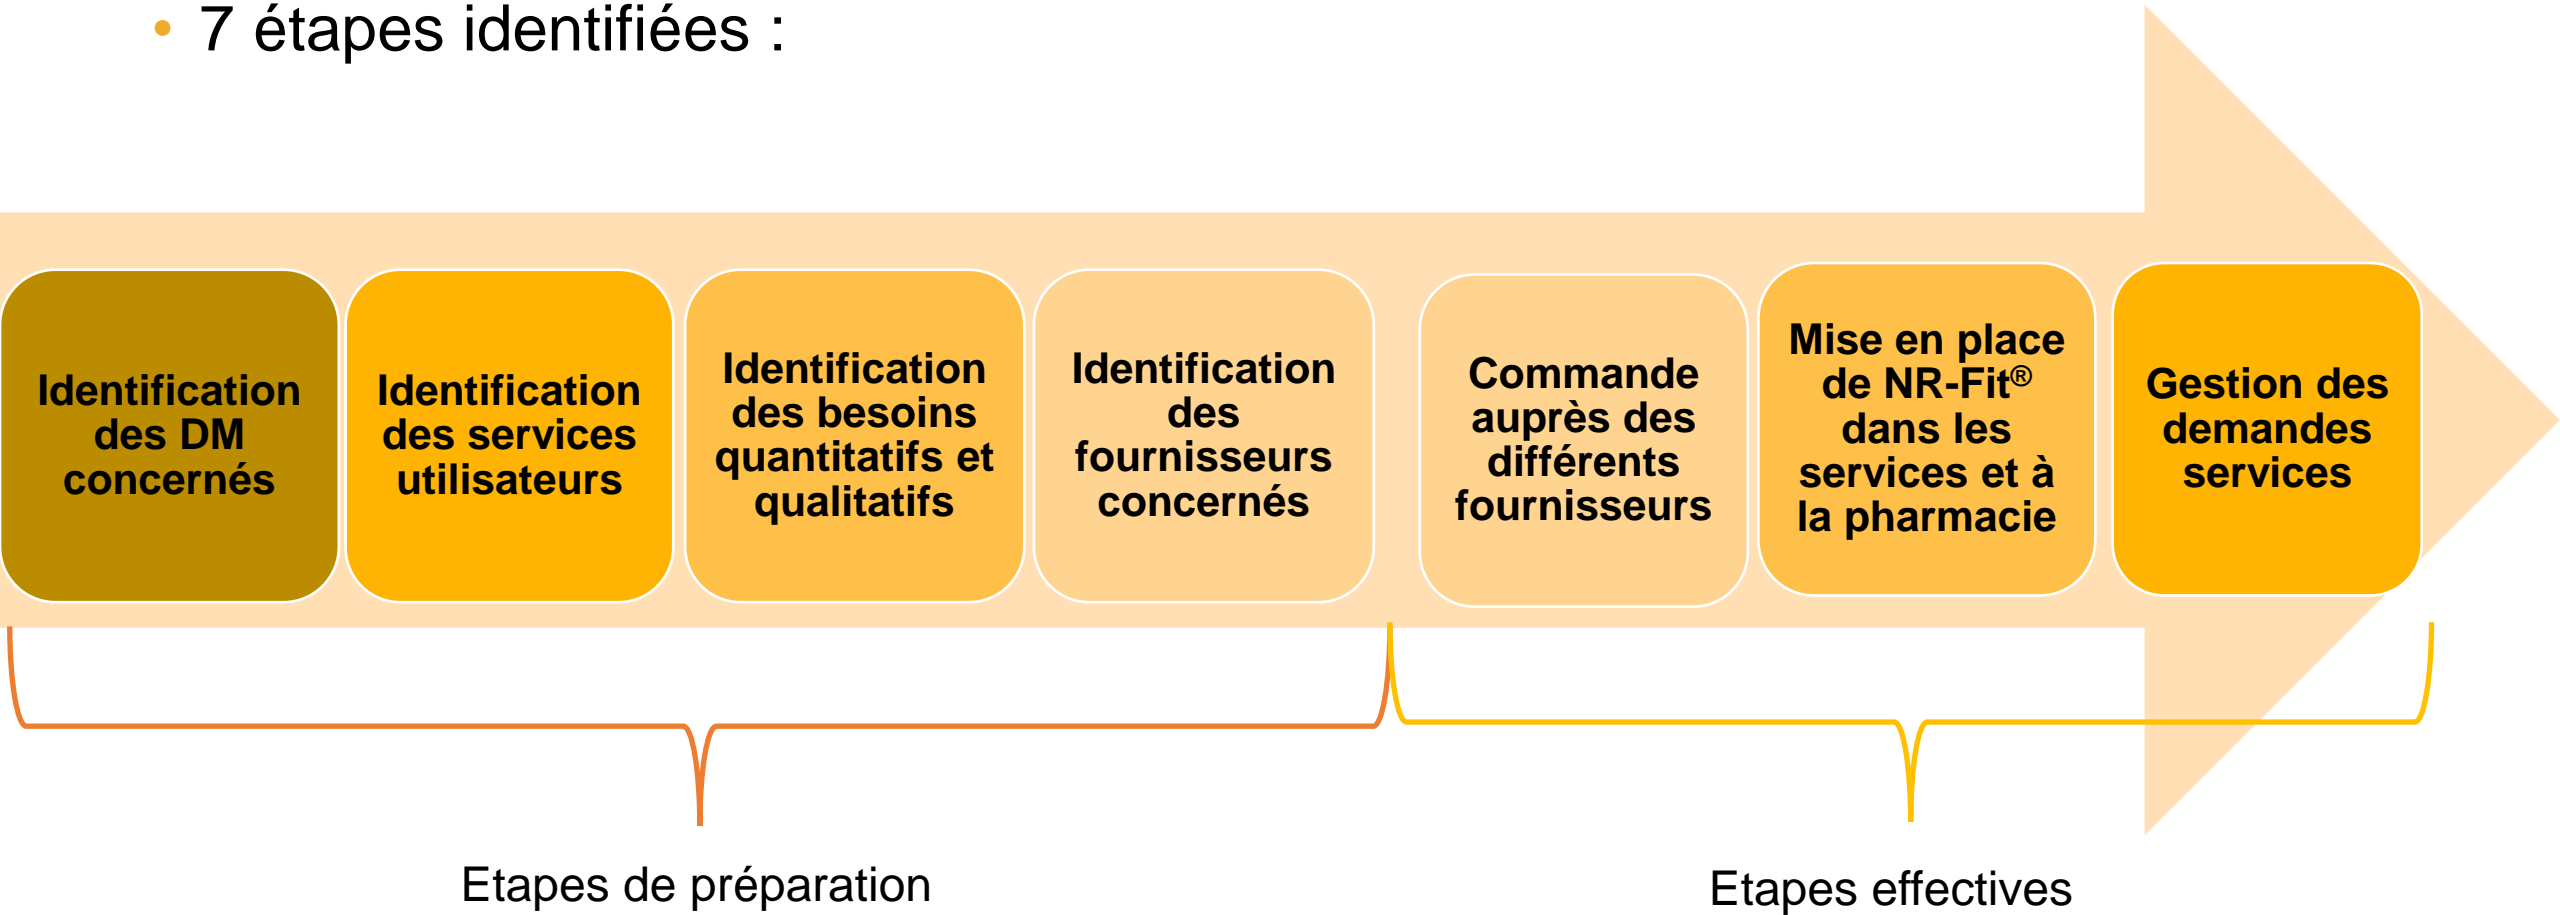 • 7 étapes identifiées :
Identification
des DM
concernés
Identification
des services
utilisateurs
Identification
des besoins
quantitatifs et
qualitatifs
Identification
des
fournisseurs
concernés
Commande
auprès des
différents
fournisseurs
Mise en place
de NR-Fit®
dans les
services et à
la pharmacie
Gestion des
demandes
services
Etapes de préparation
Etapes effectives